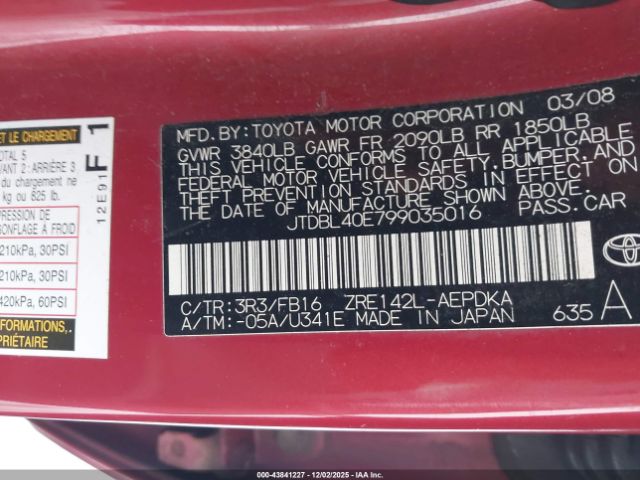 ET LE CHARGEMENT
TOTAL 5
VANT 2 : ARRIÈRE 3
du chargement ne
kg ou 825 lb.
F 1
12E91
PRESSION DE
GONFLAGE À FROID
210kPa, 30PSI
210kPa, 30PSI
420kPa, 60PSI
INFORMATIONS,
PRIÉTAIRE
MFD. BY: TOYOTA MOTOR CORPORATION 03/08
GVWR 3840LB GAWR FR 2090LB RR 1850LB
THIS VEHICLE CONFORMS TO ALL APPLICABLE
FEDERAL MOTOR VEHICLE SAFETY, BUMPER, AND
THEFT PREVENTION STANDARDS IN EFFECT ON
THE DATE OF MANUFACTURE SHOWN ABOVE.
JTDBL40E799035016 PASS. CAR
C/TR: 3R3/FB16 ZRE142L-AEPDKA
A/TM: -05A/U341E MADE IN JAPAN 635 A
TOYOTA
000-43841227 - 12/02/2025 - IAA Inc.